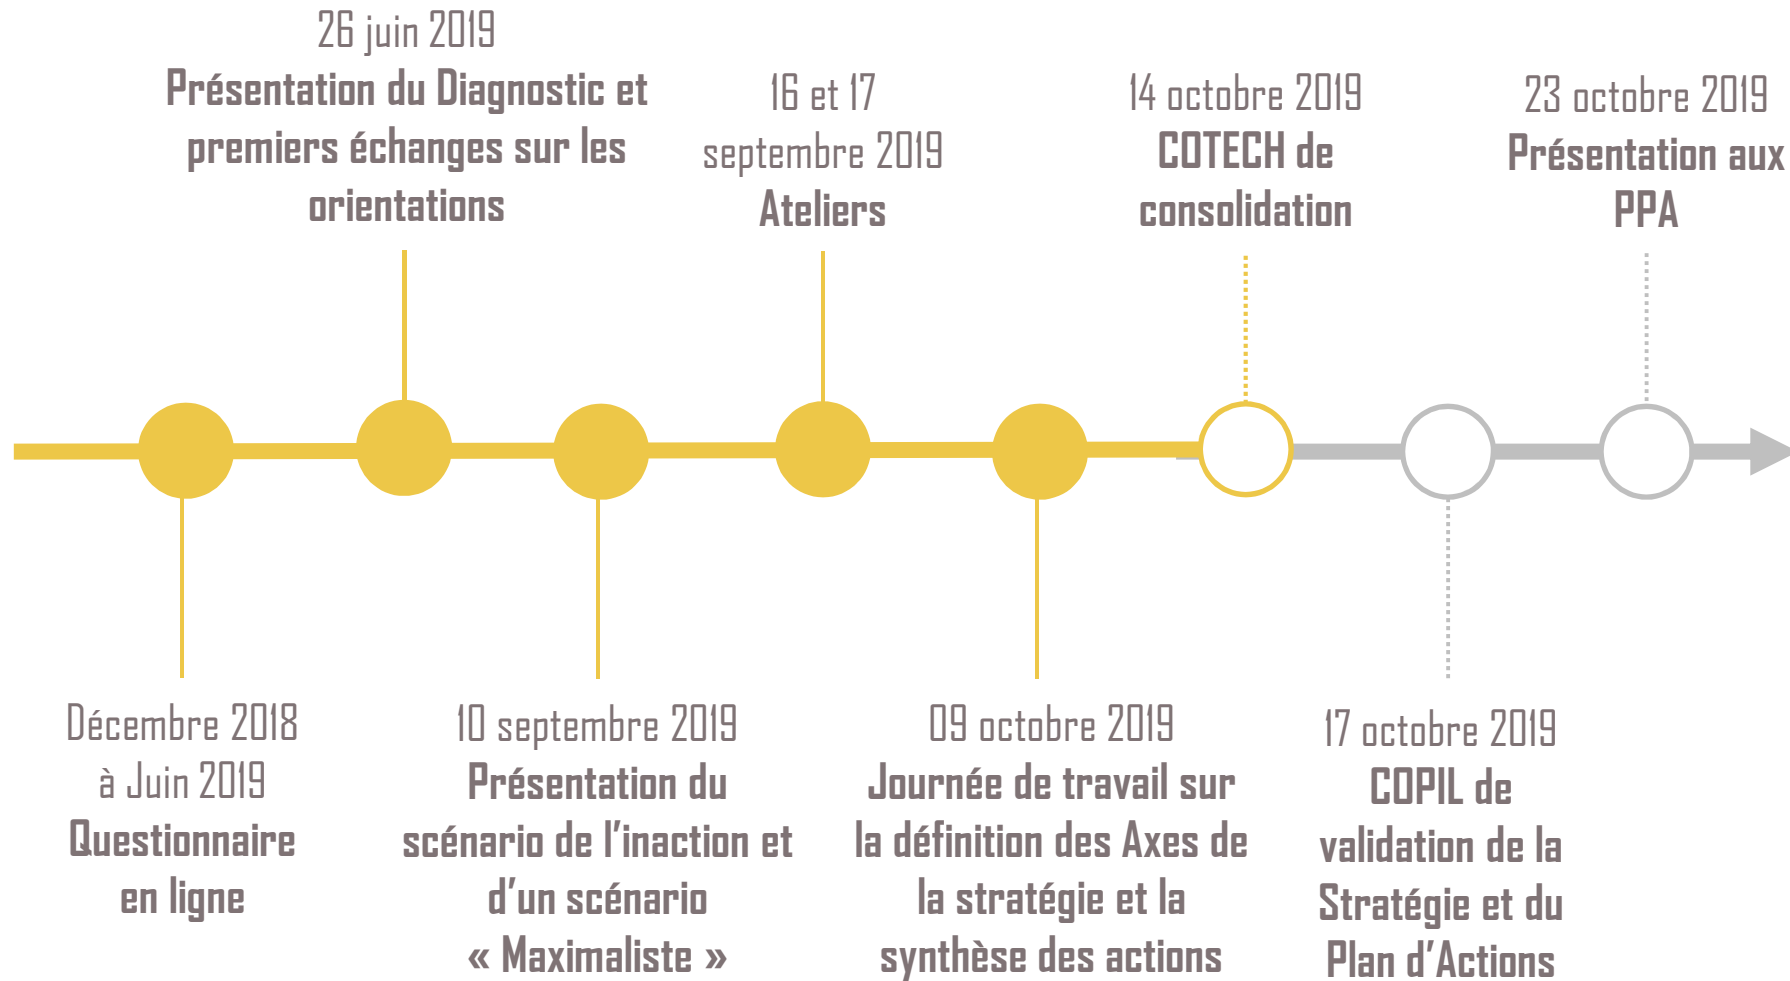 26 juin 2019
Présentation du Diagnostic et
premiers échanges sur les
orientations
16 et 17
septembre 2019
Ateliers
14 octobre 2019
COTECH de
consolidation
23 octobre 2019
Présentation aux
PPA
Décembre 2018
à Juin 2019
Questionnaire
en ligne
10 septembre 2019
Présentation du
scénario de l'inaction et
d'un scénario
« Maximaliste »
09 octobre 2019
Journée de travail sur
la définition des Axes de
la stratégie et la
synthèse des actions
17 octobre 2019
COPIL de
validation de la
Stratégie et du
Plan d'Actions